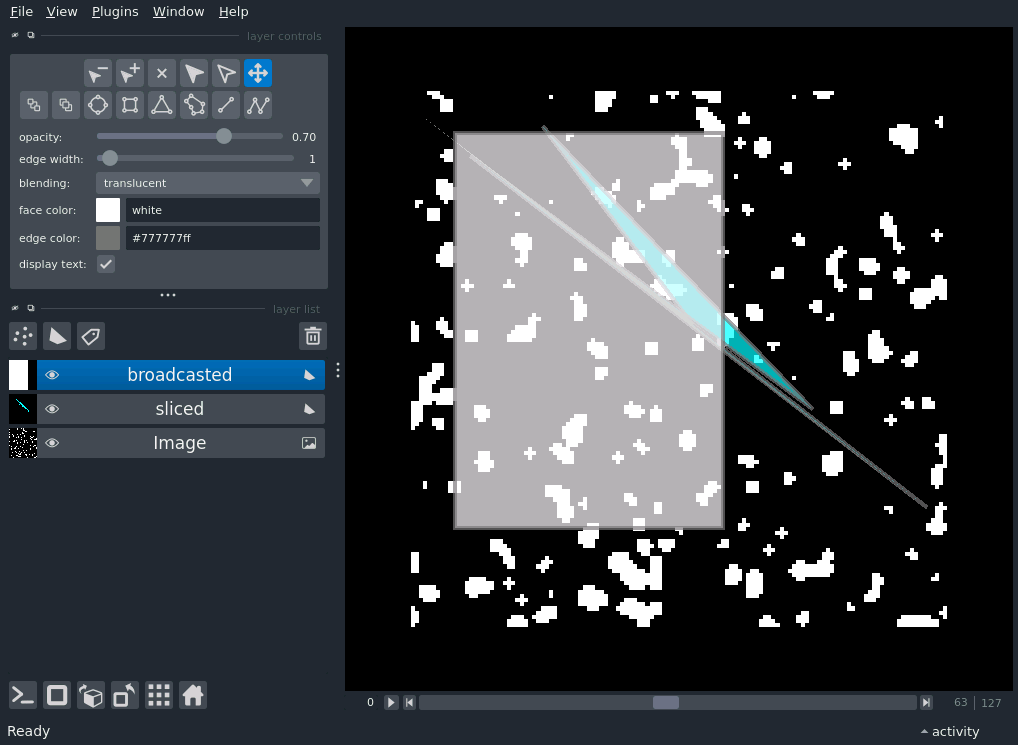 File View Plugins Window Help
layer controls
opacity: 0.70
edge width: 1
blending: translucent
face color: white
edge color: #777777ff
display text:
layer list
broadcasted
sliced
Image
0 63 127
Ready activity